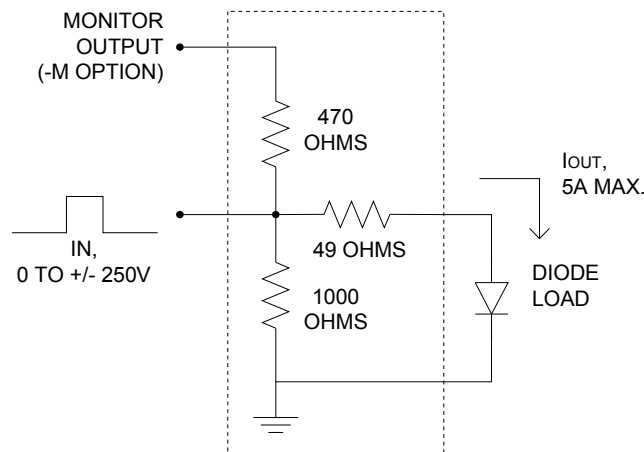 MONITOR
OUTPUT
(-M OPTION)
470
OHMS
IOUT,
5A MAX.
IN,
0 TO +/- 250V
49 OHMS
DIODE
LOAD
1000
OHMS